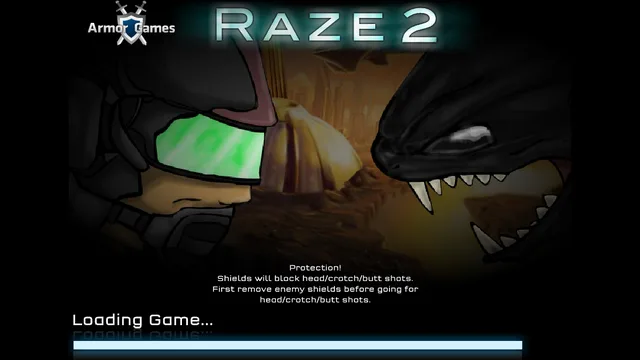 Armor Games
RAZE 2
Protection!
Shields will block head/crotch/butt shots.
First remove enemy shields before going for
head/crotch/butt shots.
Loading Game...